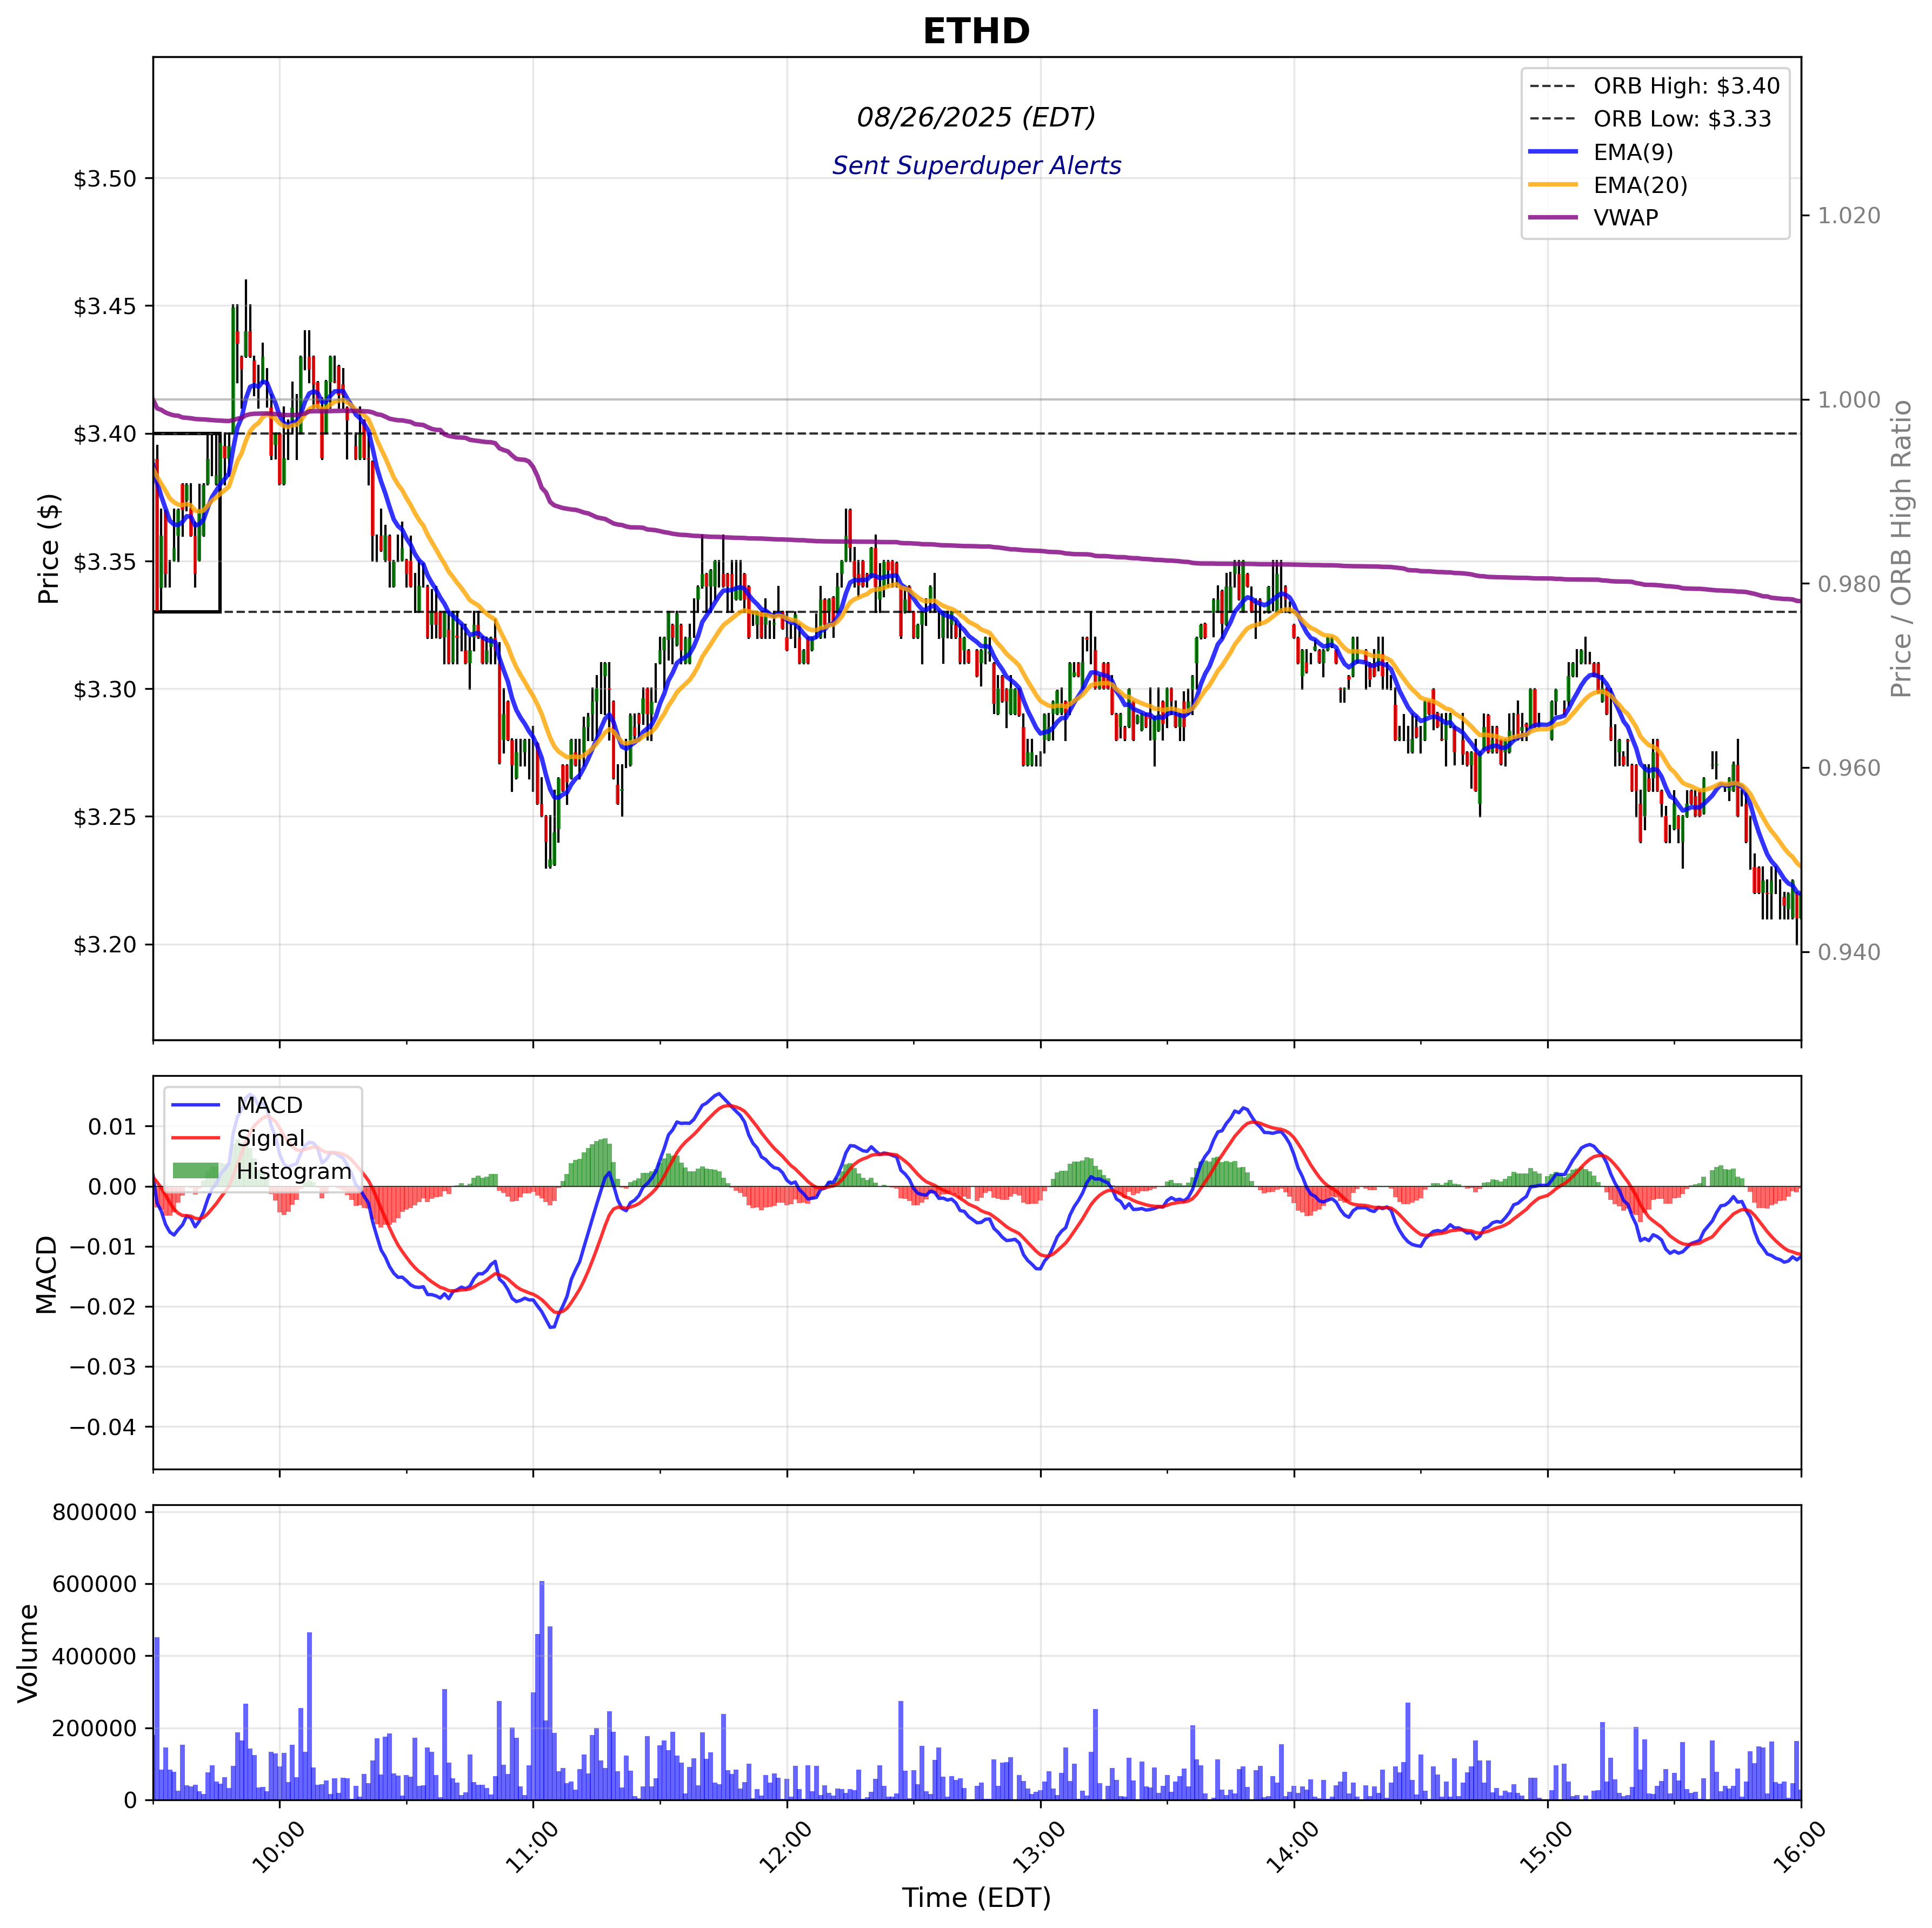 ETHD
08/26/2025 (EDT)
Sent Superduper Alerts
ORB High: $3.40
ORB Low: $3.33
EMA(9)
EMA(20)
VWAP
$3.50
$3.45
$3.40
$3.35
$3.30
$3.25
$3.20
Price ($)
1.020
1.000
0.980
0.960
0.940
Price / ORB High Ratio
MACD
Signal
Histogram
0.01
0.00
−0.01
−0.02
−0.03
−0.04
MACD
800000
600000
400000
200000
0
Volume
10:00
11:00
12:00
13:00
14:00
15:00
16:00
Time (EDT)